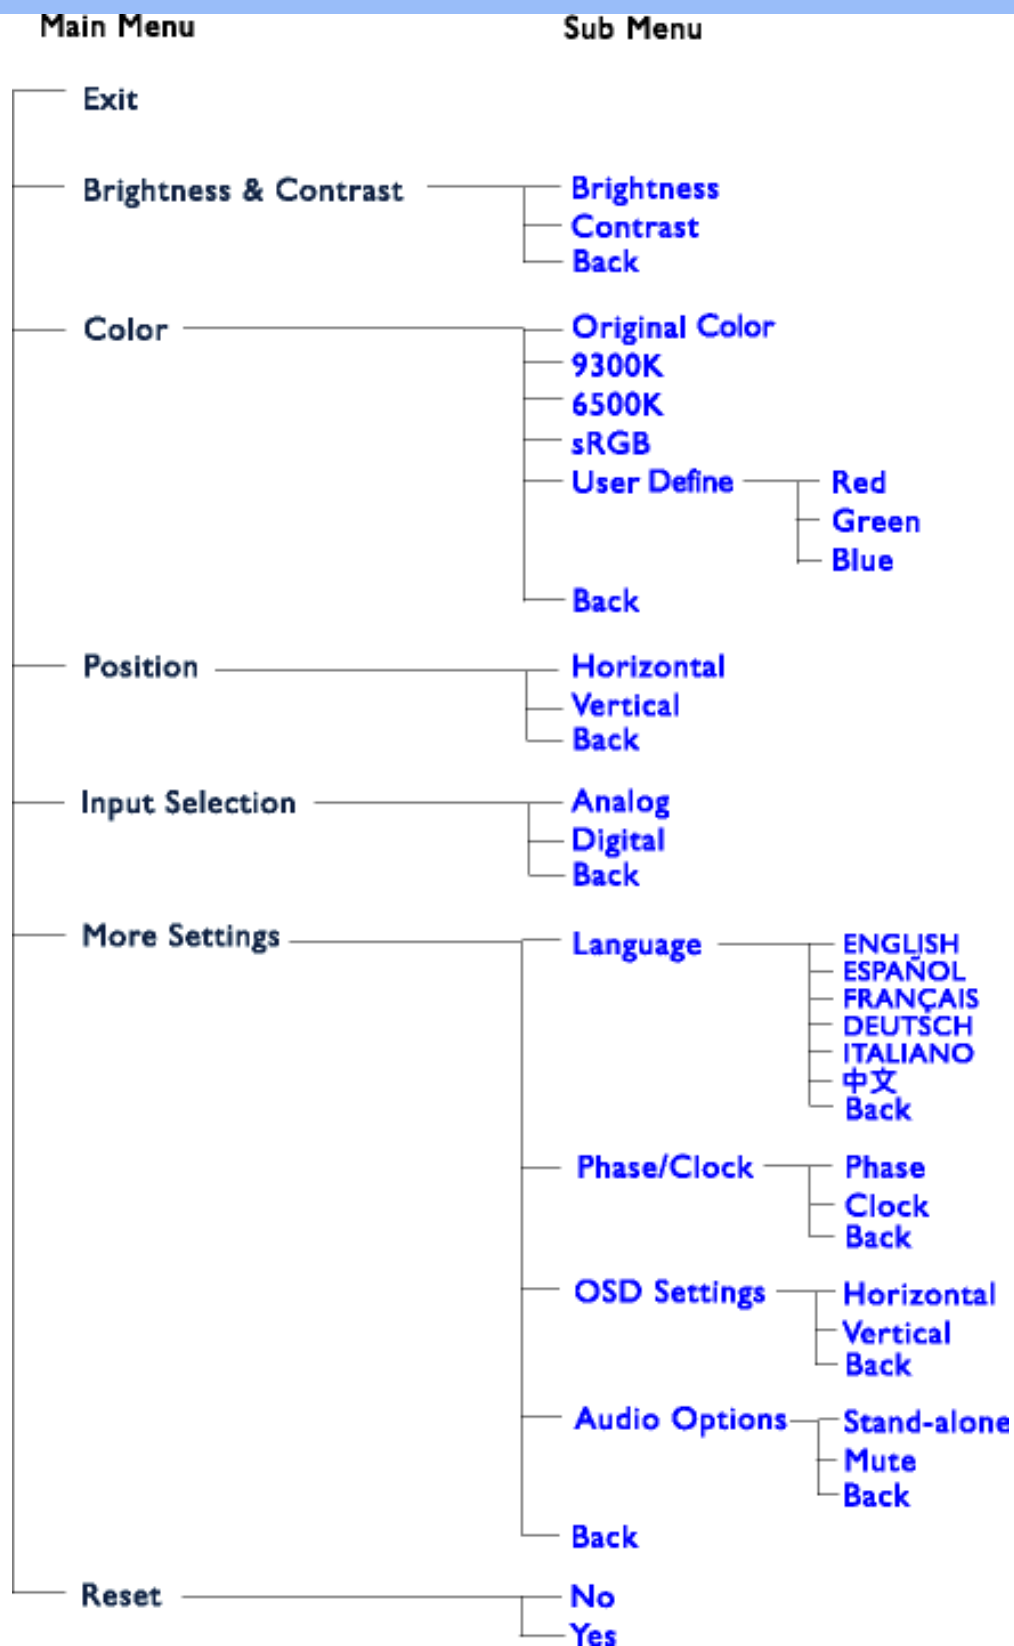 Main Menu Sub Menu
Exit
Brightness & Contrast Brightness
Contrast
Back
Color Original Color
9300K
6500K
sRGB
User Define Red
Green
Blue
Back
Position Horizontal
Vertical
Back
Input Selection Analog
Digital
Back
More Settings Language ENGLISH
ESPAÑOL
FRANÇAIS
DEUTSCH
ITALIANO
中文
Back
Phase/Clock Phase
Clock
Back
OSD Settings Horizontal
Vertical
Back
Audio Options Stand-alone
Mute
Back
Back
Reset No
Yes